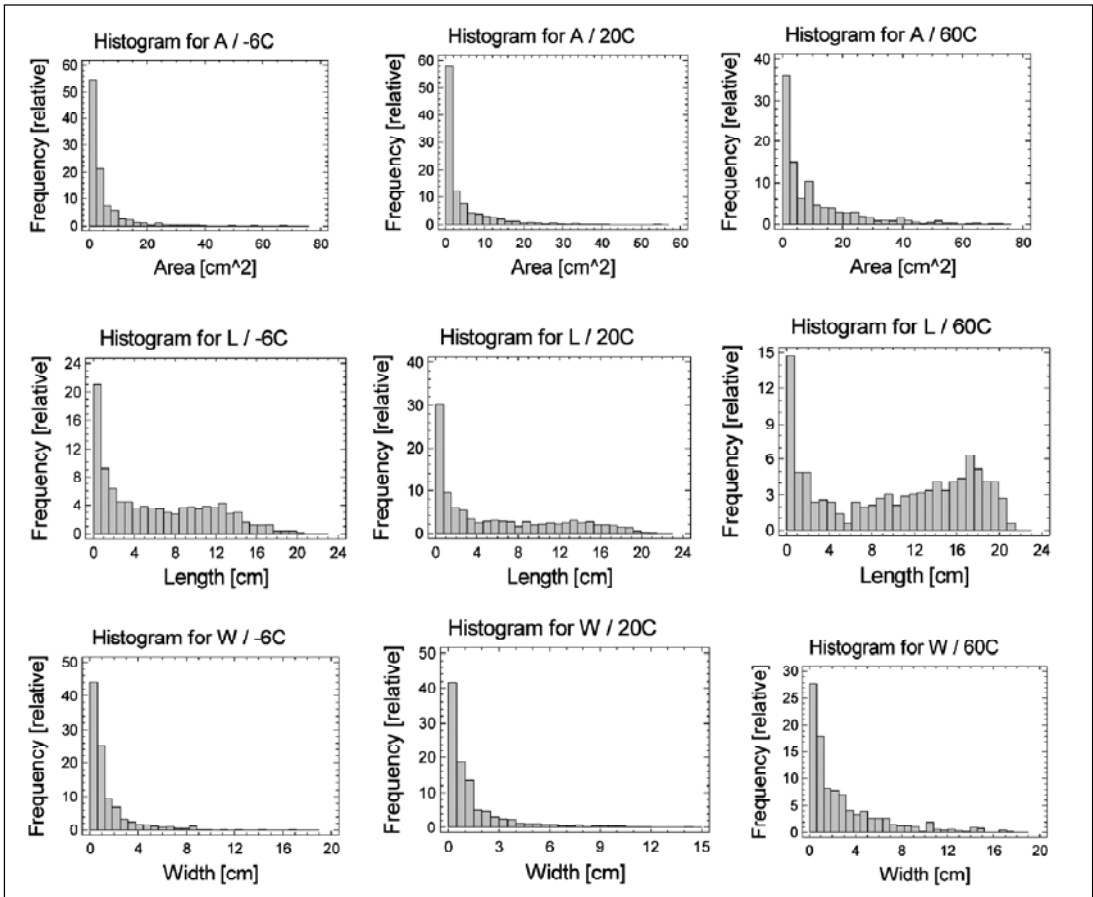 Histogram for A / -6C
Frequency [relative]
60
50
40
30
20
10
0
0 20 40 60 80
Area [cm^2]
Histogram for A / 20C
Frequency [relative]
60
50
40
30
20
10
0
0 10 20 30 40 50 60
Area [cm^2]
Histogram for A / 60C
Frequency [relative]
40
30
20
10
0
0 20 40 60 80
Area [cm^2]
Histogram for L / -6C
Frequency [relative]
24
20
16
12
8
4
0
0 4 8 12 16 20 24
Length [cm]
Histogram for L / 20C
Frequency [relative]
40
30
20
10
0
0 4 8 12 16 20 24
Length [cm]
Histogram for L / 60C
Frequency [relative]
15
12
9
6
3
0
0 4 8 12 16 20 24
Length [cm]
Histogram for W / -6C
Frequency [relative]
50
40
30
20
10
0
0 4 8 12 16 20
Width [cm]
Histogram for W / 20C
Frequency [relative]
50
40
30
20
10
0
0 3 6 9 12 15
Width [cm]
Histogram for W / 60C
Frequency [relative]
30
25
20
15
10
5
0
0 4 8 12 16 20
Width [cm]